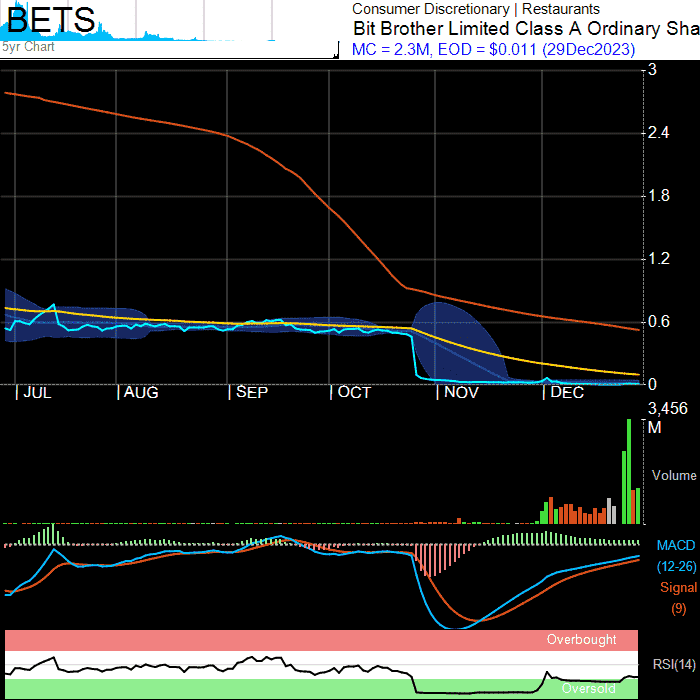 BETS
5yr Chart
Consumer Discretionary | Restaurants
Bit Brother Limited Class A Ordinary Sha
MC = 2.3M, EOD = $0.011 (29Dec2023)
3
2.4
1.8
1.2
0.6
0
JUL
AUG
SEP
OCT
NOV
DEC
3,456
M
Volume
MACD
(12-26)
Signal
(9)
Overbought
RSI(14)
Oversold